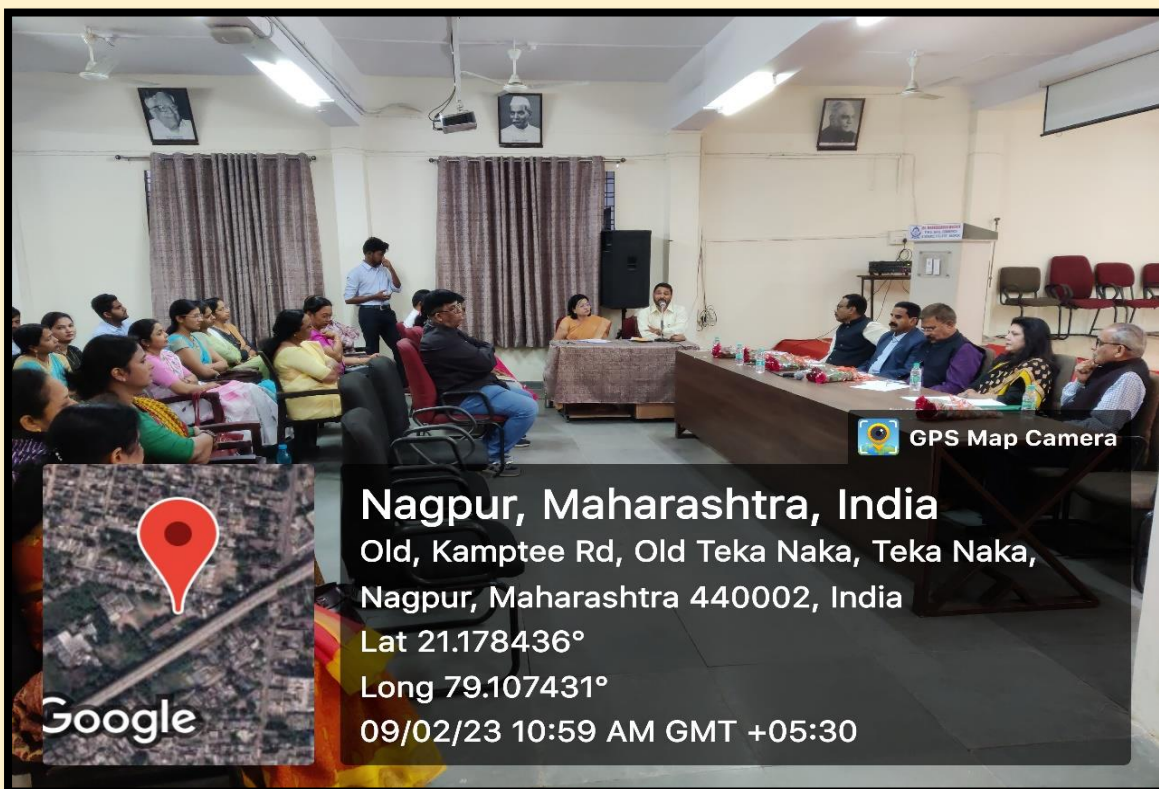 GPS Map Camera
Nagpur, Maharashtra, India
Old, Kamptee Rd, Old Teka Naka, Teka Naka,
Nagpur, Maharashtra 440002, India
Lat 21.178436°
Long 79.107431°
09/02/23 10:59 AM GMT +05:30
Google